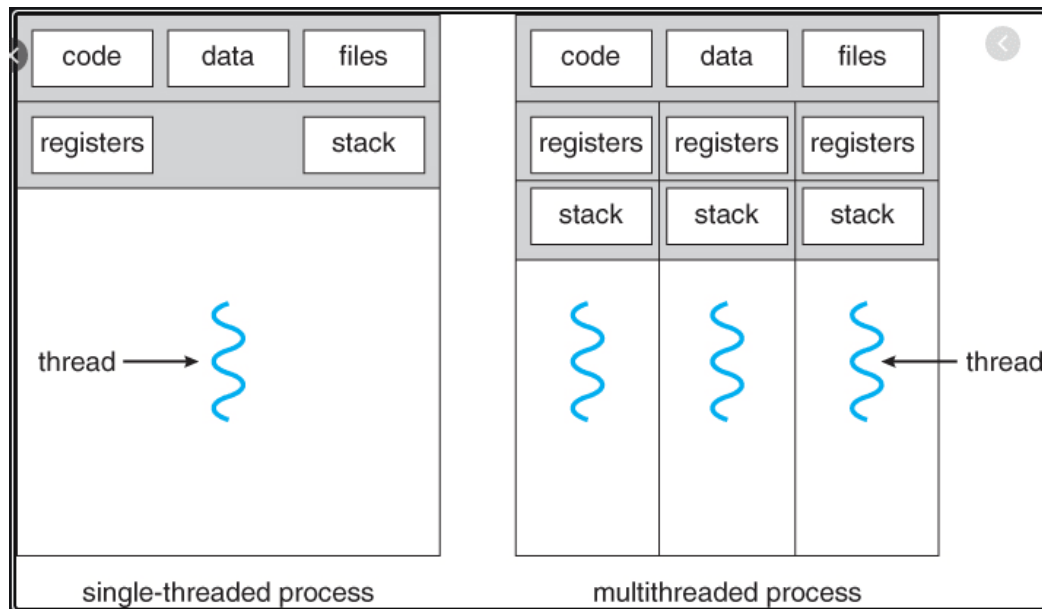 code data files
registers stack
thread
single-threaded process
code data files
registers registers registers
stack stack stack
thread
multithreaded process